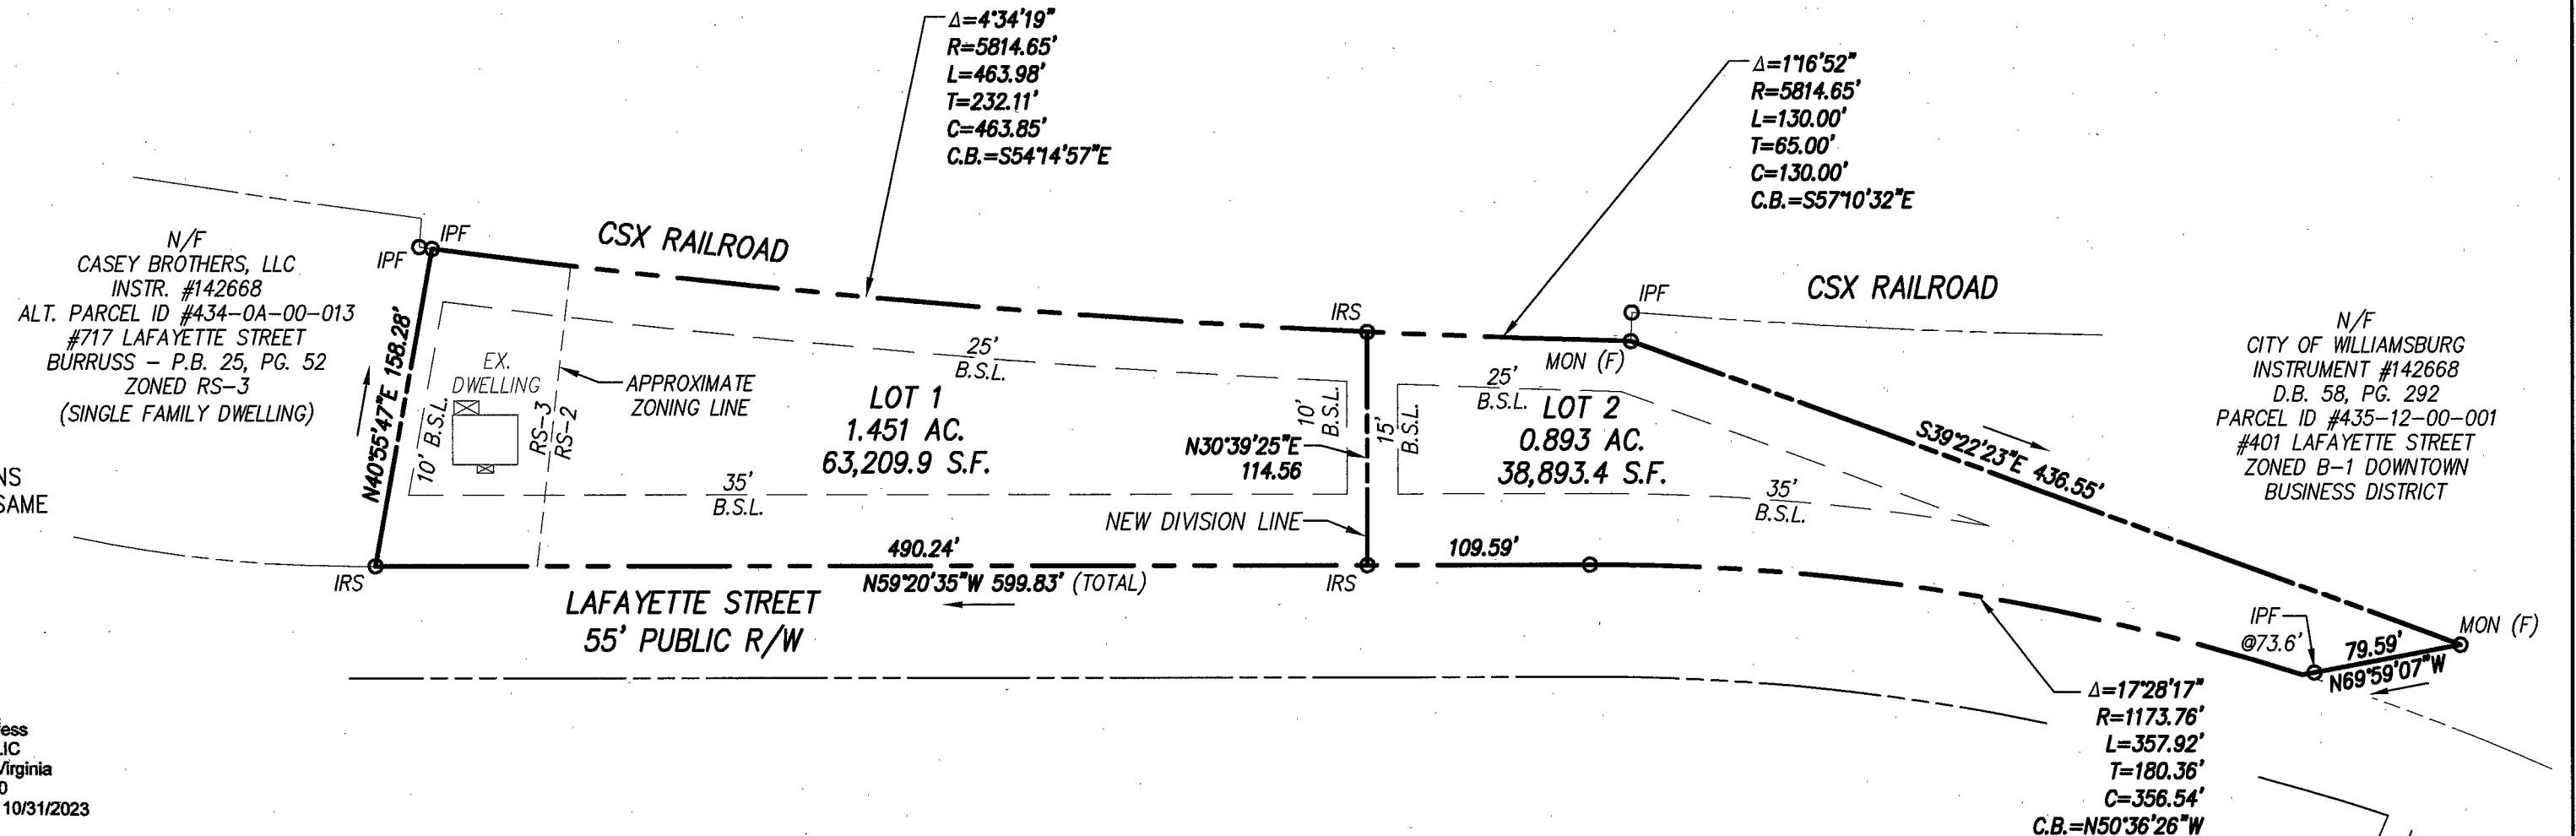 Δ=4°34'19"
R=5814.65'
L=463.98'
T=232.11'
C=463.85'
C.B.=S54°14'57"E
Δ=1°16'52"
R=5814.65'
L=130.00'
T=65.00'
C=130.00'
C.B.=S57°10'32"E
N/F
CASEY BROTHERS, LLC
INSTR. #142668
ALT. PARCEL ID #434-0A-00-013
#717 LAFAYETTE STREET
BURRUSS - P.B. 25, PG. 52
ZONED RS-3
(SINGLE FAMILY DWELLING)
IPF
IPF
CSX RAILROAD
IRS
IPF
MON (F)
CSX RAILROAD
N/F
CITY OF WILLIAMSBURG
INSTRUMENT #142668
D.B. 58, PG. 292
PARCEL ID #435-12-00-001
#401 LAFAYETTE STREET
ZONED B-1 DOWNTOWN
BUSINESS DISTRICT
N40°55'47"E 158.28'
10' B.S.L.
EX.
DWELLING
RS-3
RS-2
APPROXIMATE
ZONING LINE
25'
B.S.L.
LOT 1
1.451 AC.
63,209.9 S.F.
35'
B.S.L.
10'
B.S.L.
N30°39'25"E
114.56
15'
B.S.L.
25'
B.S.L.
LOT 2
0.893 AC.
38,893.4 S.F.
35'
B.S.L.
S39°22'23"E 436.55'
NS
SAME
NEW DIVISION LINE
490.24'
109.59'
IRS
N59°20'35"W 599.83' (TOTAL)
IRS
LAFAYETTE STREET
55' PUBLIC R/W
IPF
@73.6'
79.59'
N69°59'07"W
MON (F)
Δ=17°28'17"
R=1173.76'
L=357.92'
T=180.36'
C=356.54'
C.B.=N50°36'26"W
ess
LIC
Virginia
0
10/31/2023